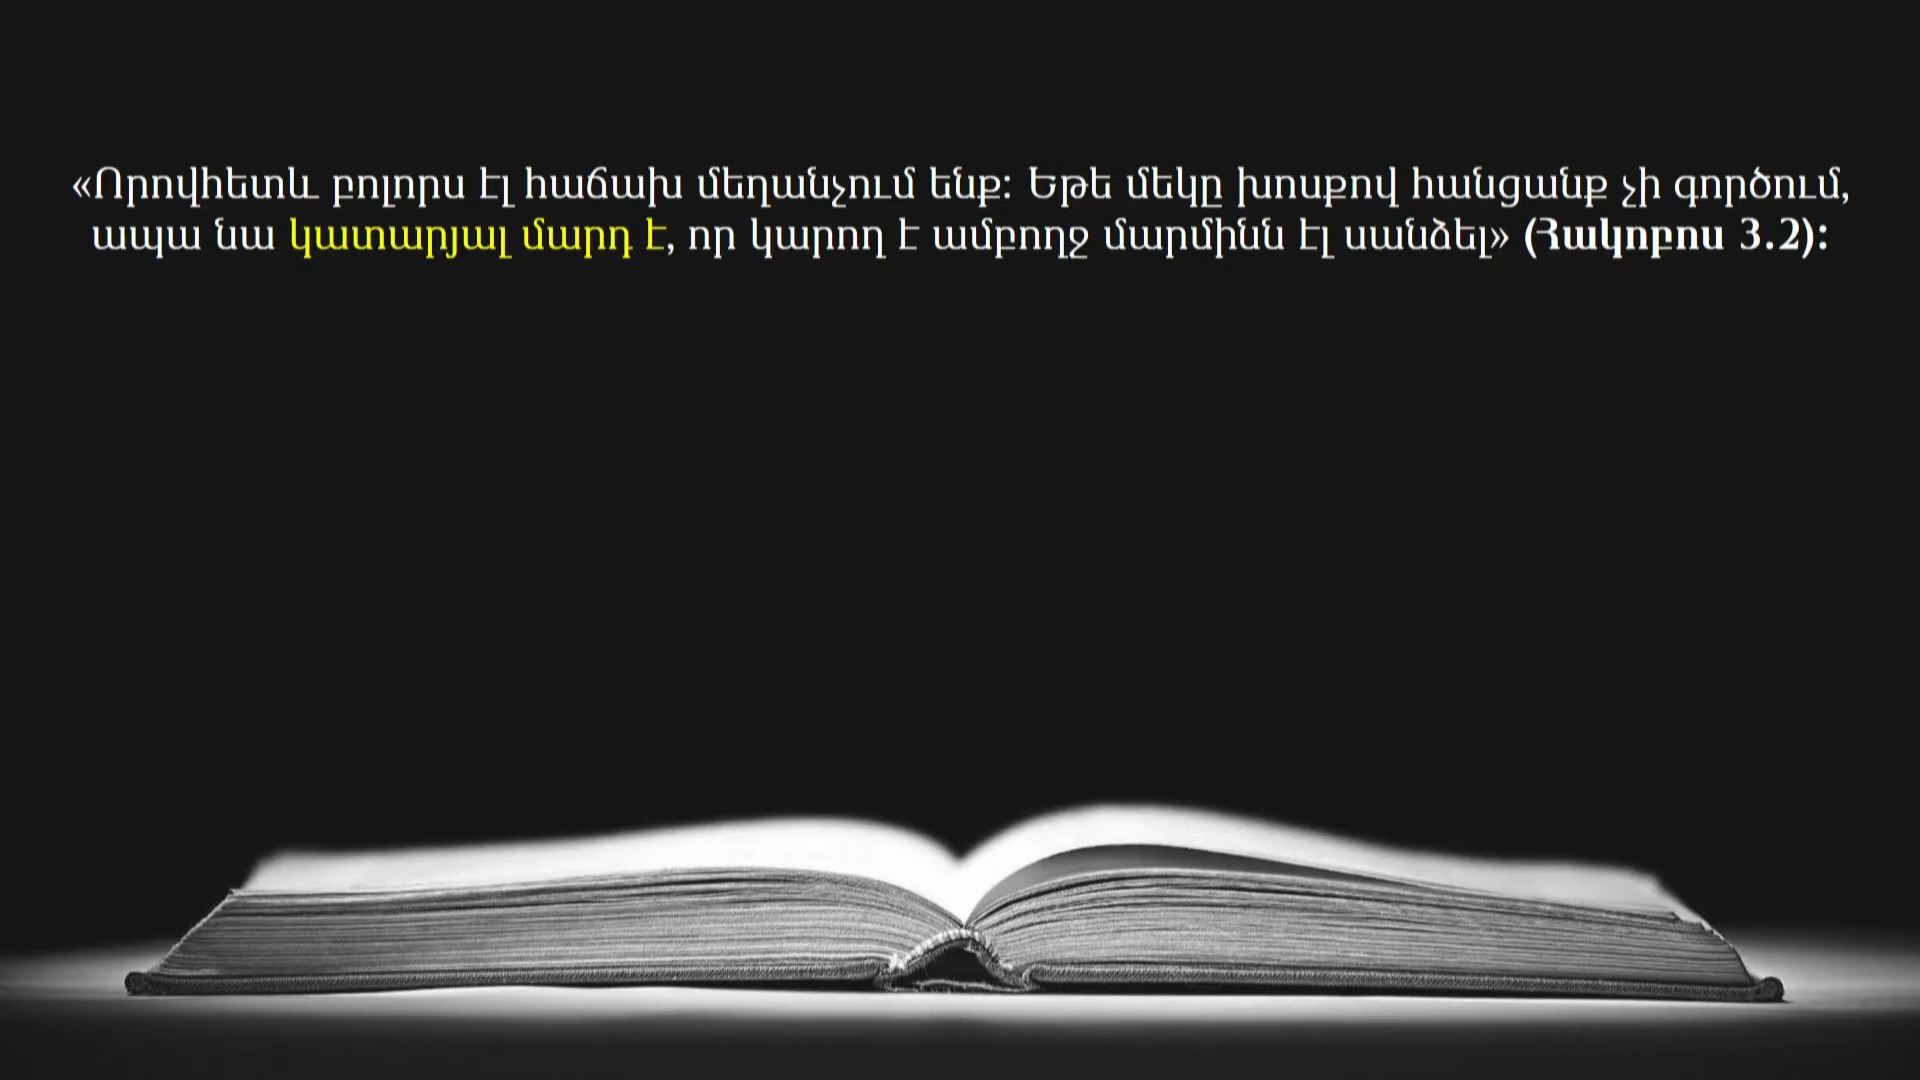 «Որովհետև բոլորս էլ հաճախ մեղանչում ենք: Եթե մեկը խոսքով հանցանք չի գործում,
ապա նա կատարյալ մարդ է, որ կարող է ամբողջ մարմինն էլ սանձել» (Հակոբոս 3.2):